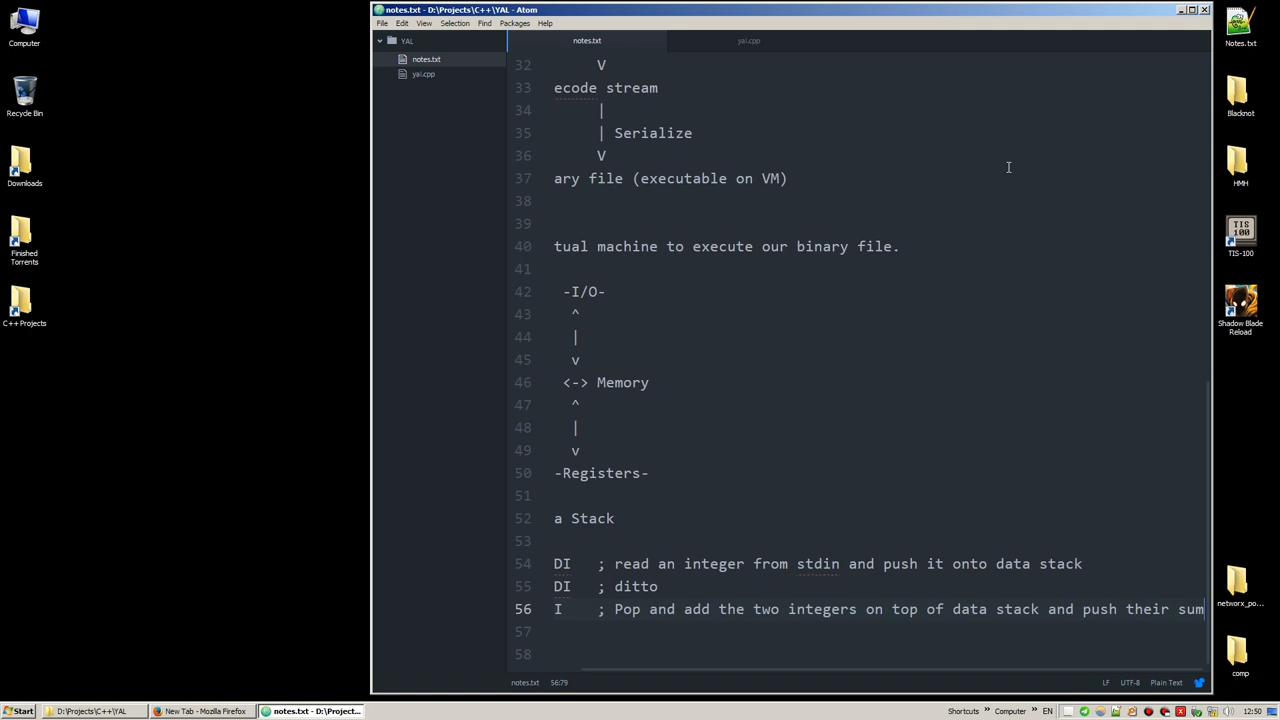 notes.txt - D:\Projects\C++\YAL - Atom
File Edit View Selection Find Packages Help
YAL
notes.txt
yal.cpp
notes.txt
yal.cpp
32 V
33 ecode stream
34 |
35 | Serialize
36 V
37 ary file (executable on VM)
38
39
40 tual machine to execute our binary file.
41
42 -I/O-
43 ^
44 |
45 v
46 <-> Memory
47 ^
48 |
49 v
50 -Registers-
51
52 a Stack
53
54 DI ; read an integer from stdin and push it onto data stack
55 DI ; ditto
56 I ; Pop and add the two integers on top of data stack and push their sum
57
58
notes.txt 56:79 LF UTF-8 Plain Text
Computer
Recycle Bin
Downloads
Finished
Torrents
C++ Projects
Notes.txt
Blacknot
HMH
TIS
100
TIS-100
Shadow Blade
Reload
networx_po...
comp
Start D:\Projects\C++\YAL New Tab - Mozilla Firefox notes.txt - D:\Project... Shortcuts » Computer » EN 12:50